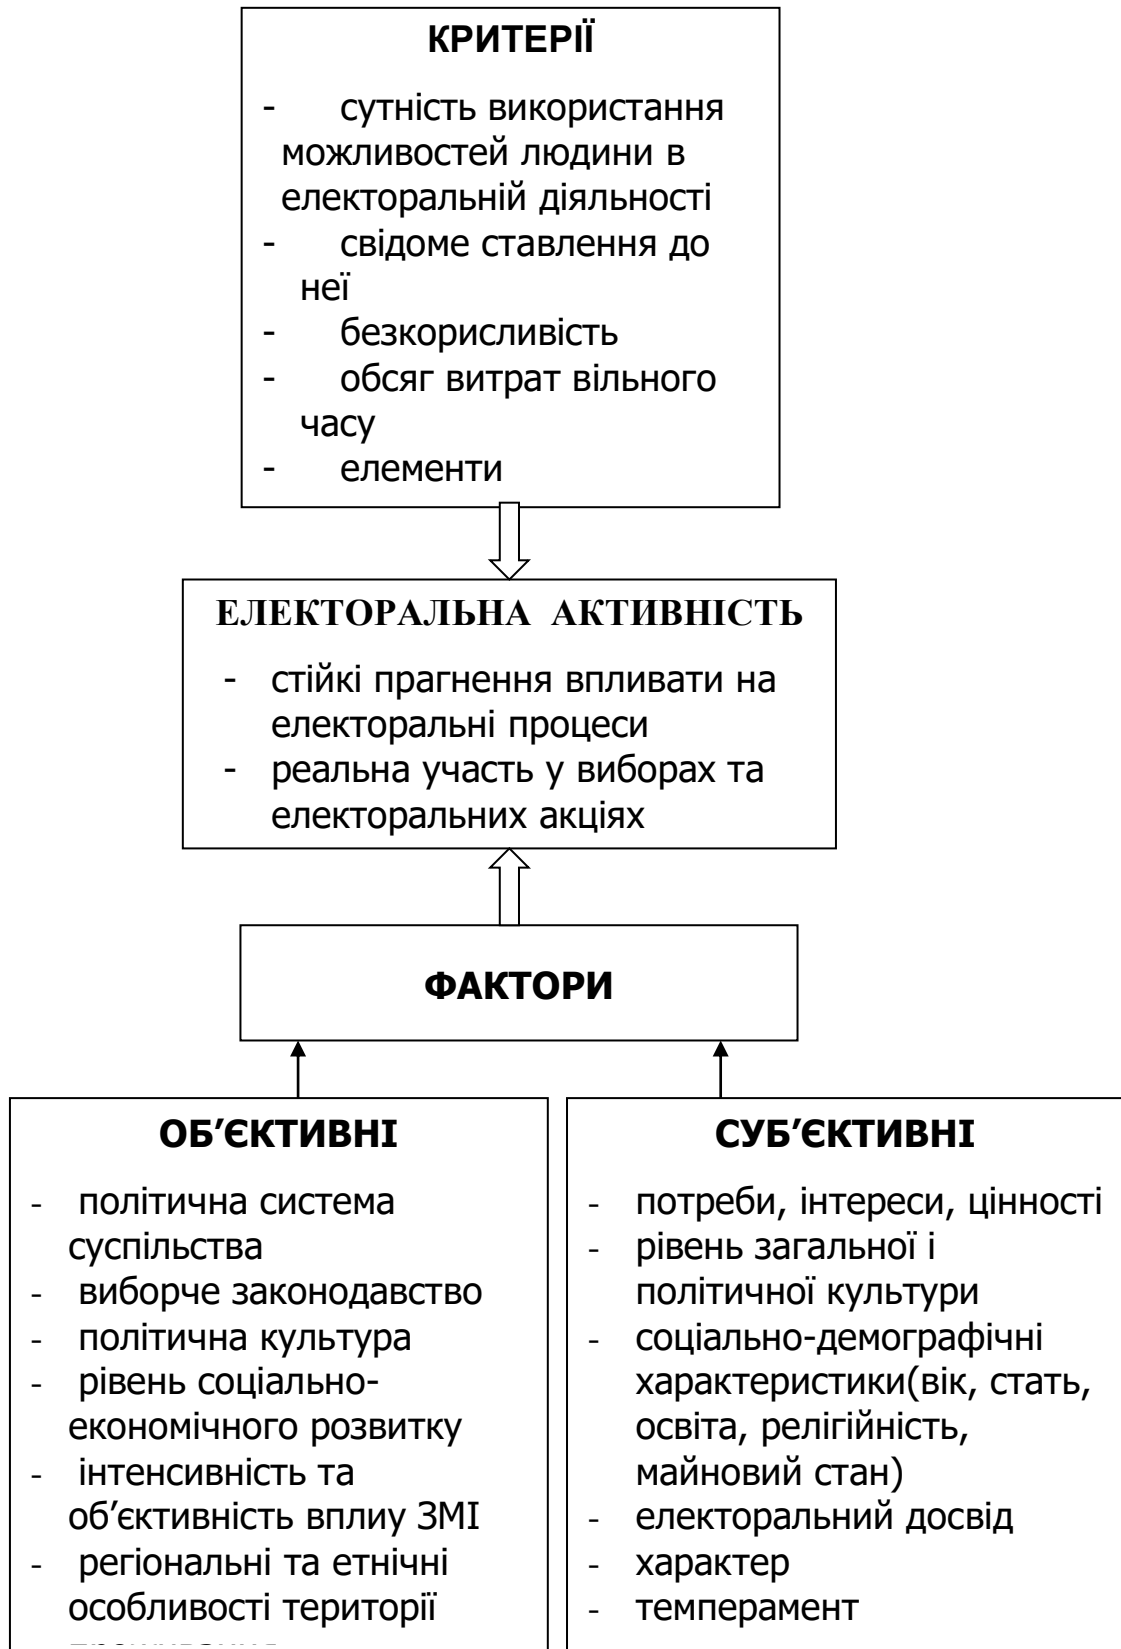 КРИТЕРІЇ
- сутність використання
можливостей людини в
електоральній діяльності
- свідоме ставлення до
неї
- безкорисливість
- обсяг витрат вільного
часу
- елементи
ЕЛЕКТОРАЛЬНА АКТИВНІСТЬ
- стійкі прагнення впливати на
електоральні процеси
- реальна участь у виборах та
електоральних акціях
ФАКТОРИ
ОБ’ЄКТИВНІ
- політична система
суспільства
- виборче законодавство
- політична культура
- рівень соціально-
економічного розвитку
- інтенсивність та
об’єктивність вплиу ЗМІ
- регіональні та етнічні
особливості території
СУБ’ЄКТИВНІ
- потреби, інтереси, цінності
- рівень загальної і
політичної культури
- соціально-демографічні
характеристики(вік, стать,
освіта, релігійність,
майновий стан)
- електоральний досвід
- характер
- темперамент